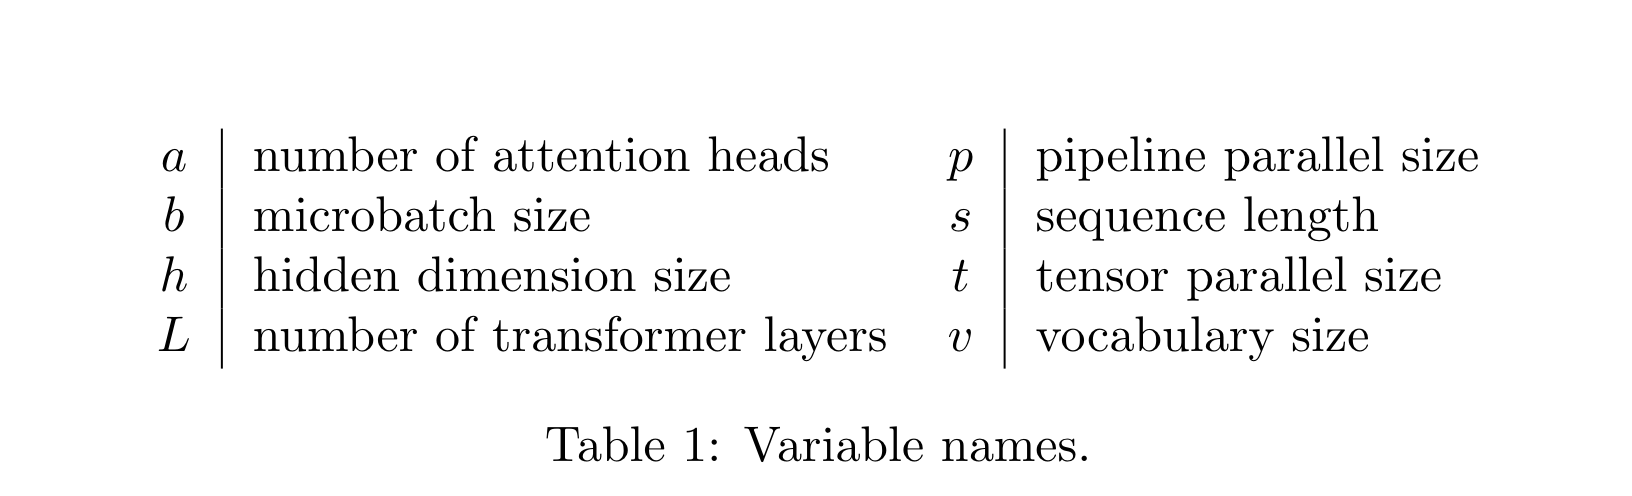 a number of attention heads p pipeline parallel size
b microbatch size s sequence length
h hidden dimension size t tensor parallel size
L number of transformer layers v vocabulary size
Table 1: Variable names.